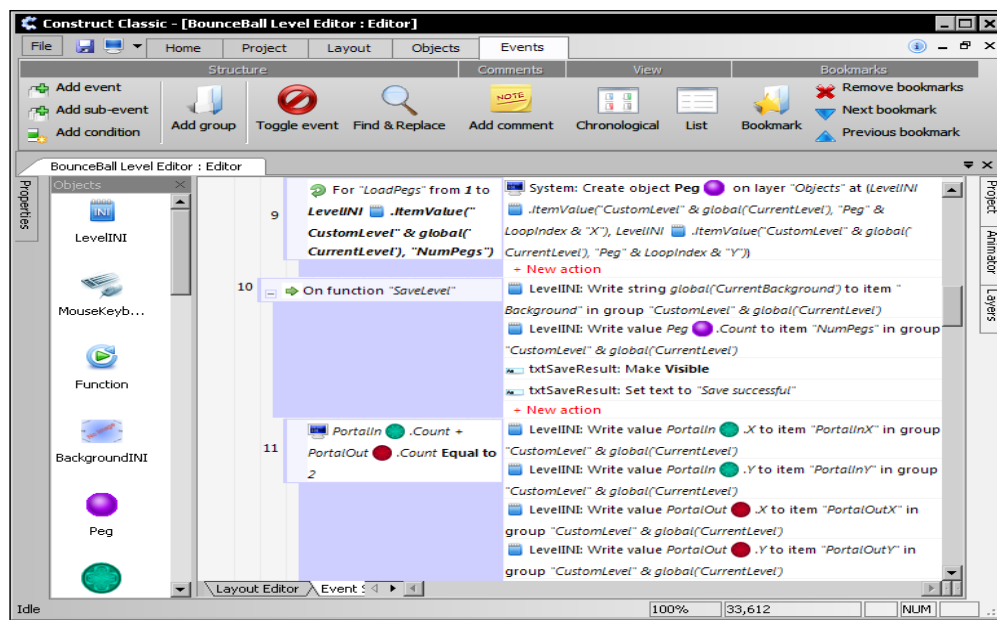 Construct Classic - [BounceBall Level Editor : Editor]
File Home Project Layout Objects Events
Structure Comments View Bookmarks
Add event
Add sub-event
Add condition
Add group
Toggle event
Find & Replace
NOTE
Add comment
Chronological
List
Bookmark
Remove bookmarks
Next bookmark
Previous bookmark
BounceBall Level Editor : Editor
Properties
Objects
INI
LevelINI
MouseKeyb...
Function
BackgroundINI
Peg
9
For "LoadPegs" from 1 to
LevelINI .ItemValue("
CustomLevel" & global(
'CurrentLevel'), "NumPegs")
System: Create object Peg on layer "Objects" at (LevelINI
.ItemValue("CustomLevel" & global('CurrentLevel'), "Peg" &
LoopIndex & "X"), LevelINI .ItemValue("CustomLevel" & global('
CurrentLevel'), "Peg" & LoopIndex & "Y"))
+ New action
10
On function "SaveLevel"
LevelINI: Write string global('CurrentBackground') to item "
Background" in group "CustomLevel" & global('CurrentLevel')
LevelINI: Write value Peg .Count to item "NumPegs" in group
"CustomLevel" & global('CurrentLevel')
txtSaveResult: Make Visible
txtSaveResult: Set text to "Save successful"
+ New action
11
PortalIn .Count +
PortalOut .Count Equal to
2
LevelINI: Write value PortalIn .X to item "PortalInX" in group
"CustomLevel" & global('CurrentLevel')
LevelINI: Write value PortalIn .Y to item "PortalInY" in group
"CustomLevel" & global('CurrentLevel')
LevelINI: Write value PortalOut .X to item "PortalOutX" in
group "CustomLevel" & global('CurrentLevel')
LevelINI: Write value PortalOut .Y to item "PortalOutY" in
group "CustomLevel" & global('CurrentLevel')
Project
Animator
Layers
Layout Editor Event S
Idle 100% 33,612 NUM